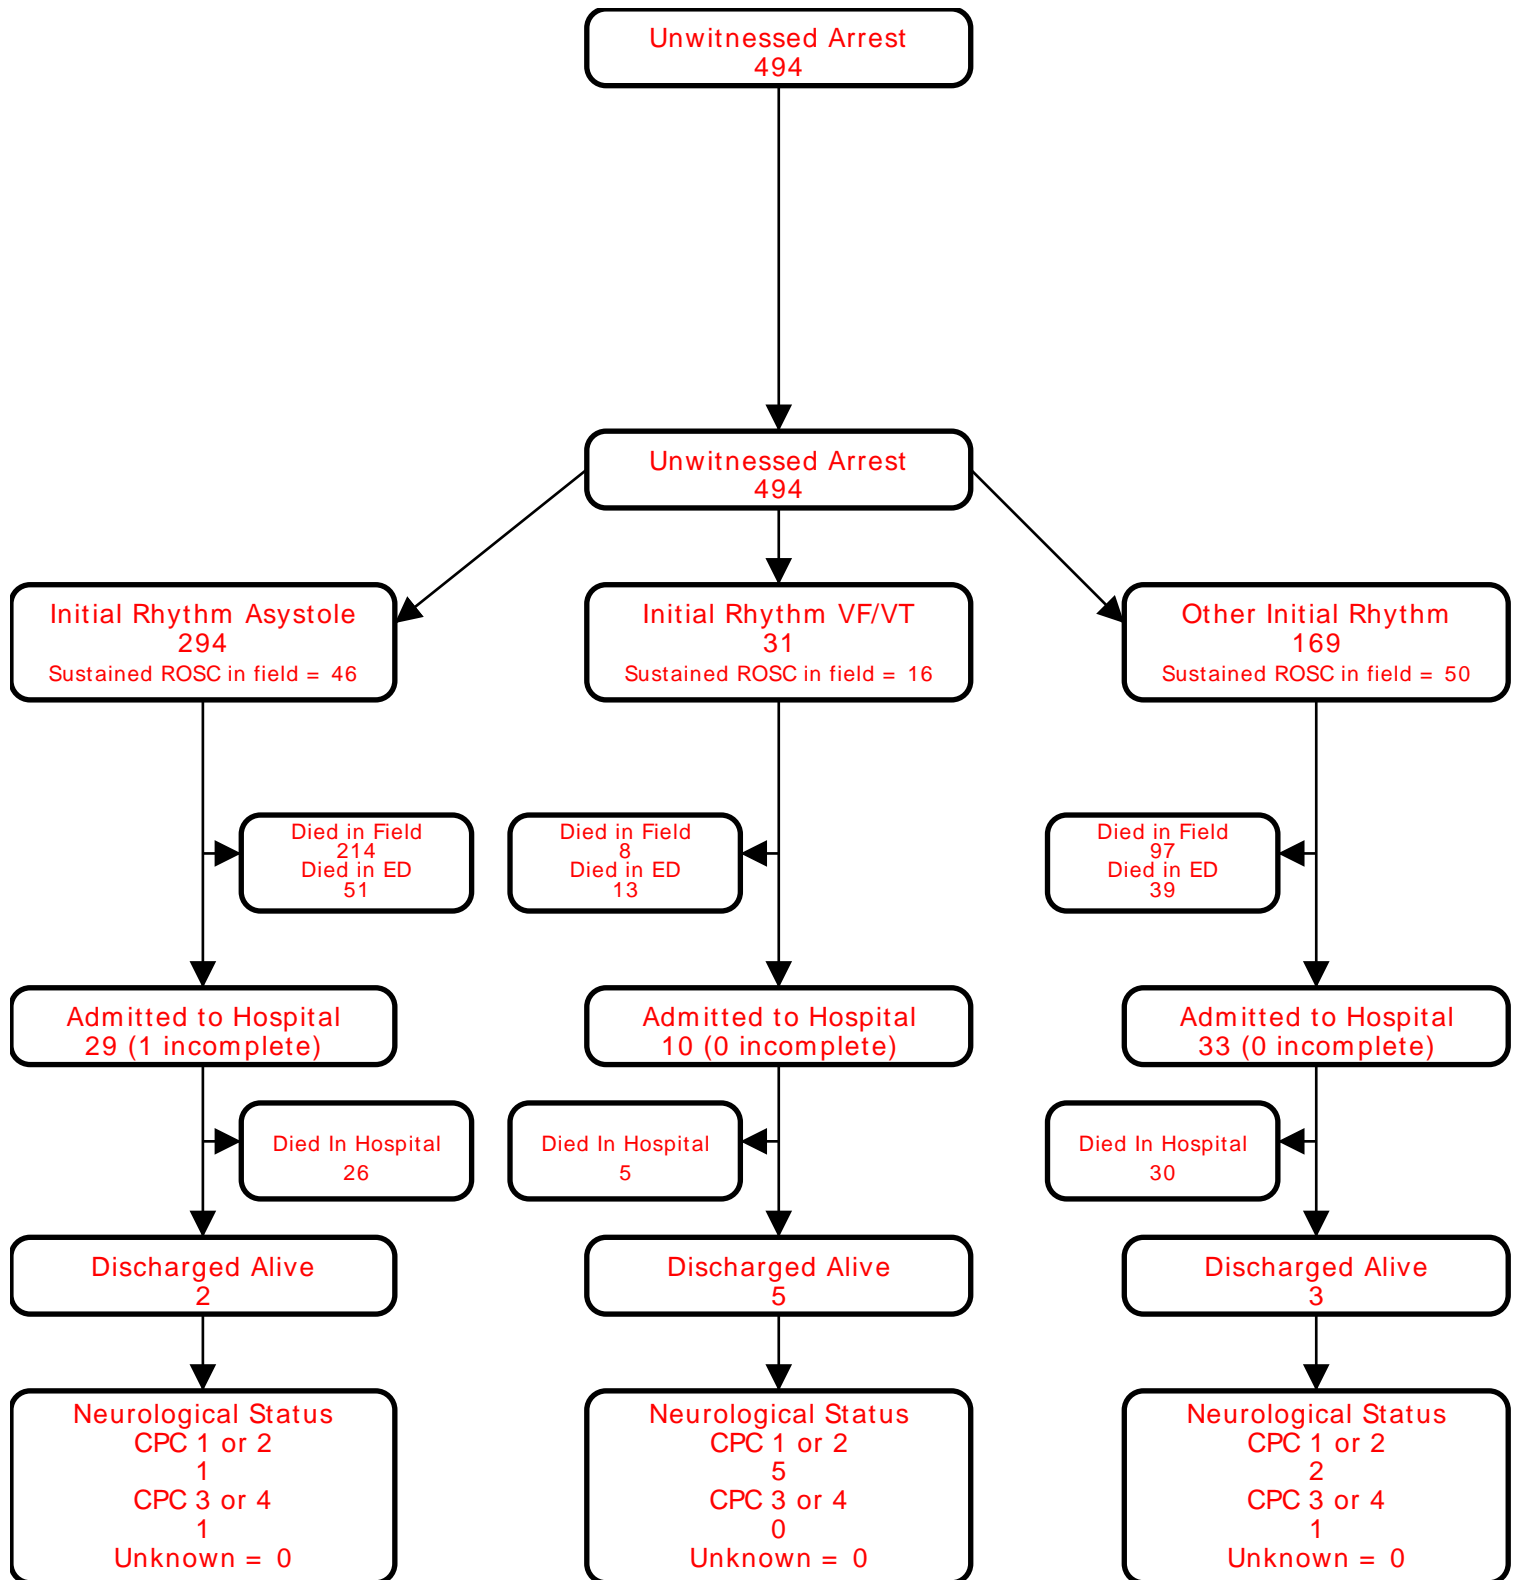 Unwitnessed Arrest
494
Unwitnessed Arrest
494
Initial Rhythm Asystole
294
Sustained ROSC in field = 46
Initial Rhythm VF/VT
31
Sustained ROSC in field = 16
Other Initial Rhythm
169
Sustained ROSC in field = 50
Died in Field
214
Died in ED
51
Died in Field
8
Died in ED
13
Died in Field
97
Died in ED
39
Admitted to Hospital
29 (1 incomplete)
Admitted to Hospital
10 (0 incomplete)
Admitted to Hospital
33 (0 incomplete)
Died In Hospital
26
Died In Hospital
5
Died In Hospital
30
Discharged Alive
2
Discharged Alive
5
Discharged Alive
3
Neurological Status
CPC 1 or 2
1
CPC 3 or 4
1
Unknown = 0
Neurological Status
CPC 1 or 2
5
CPC 3 or 4
0
Unknown = 0
Neurological Status
CPC 1 or 2
2
CPC 3 or 4
1
Unknown = 0